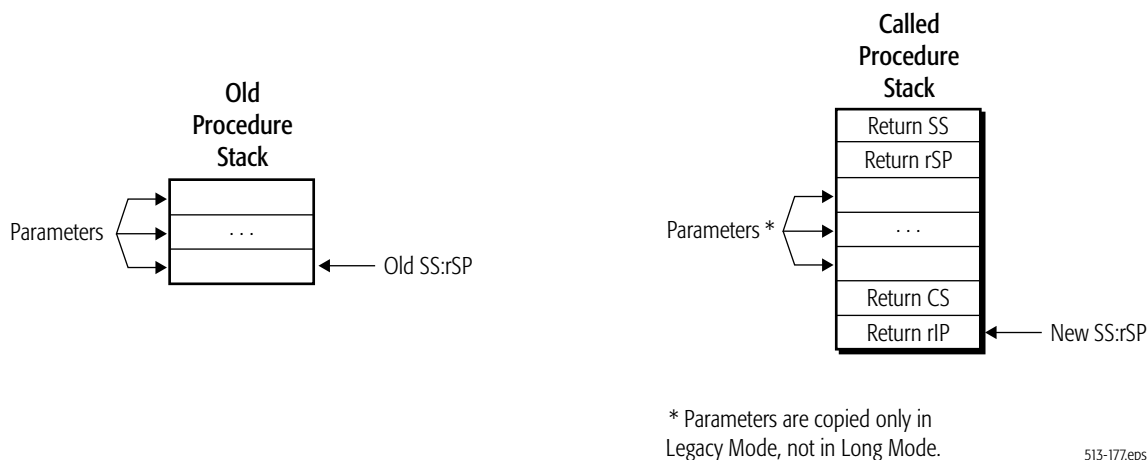 Old
Procedure
Stack
Parameters
. . .
Old SS:rSP
Called
Procedure
Stack
Return SS
Return rSP
Parameters *
. . .
Return CS
Return rIP
New SS:rSP
* Parameters are copied only in
Legacy Mode, not in Long Mode.
513-177.eps